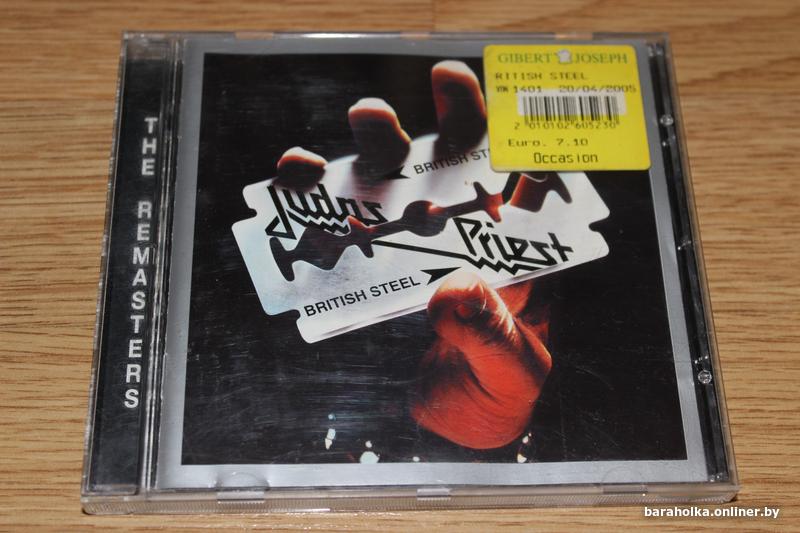 THE REMASTERS
GIBERT JOSEPH
RITISH STEEL
1401 20/04/2005
2 010102 605230
Euro. 7.10
Occasion
BRITISH STE
Judas
Priest
BRITISH STEEL
baraholka.onliner.by